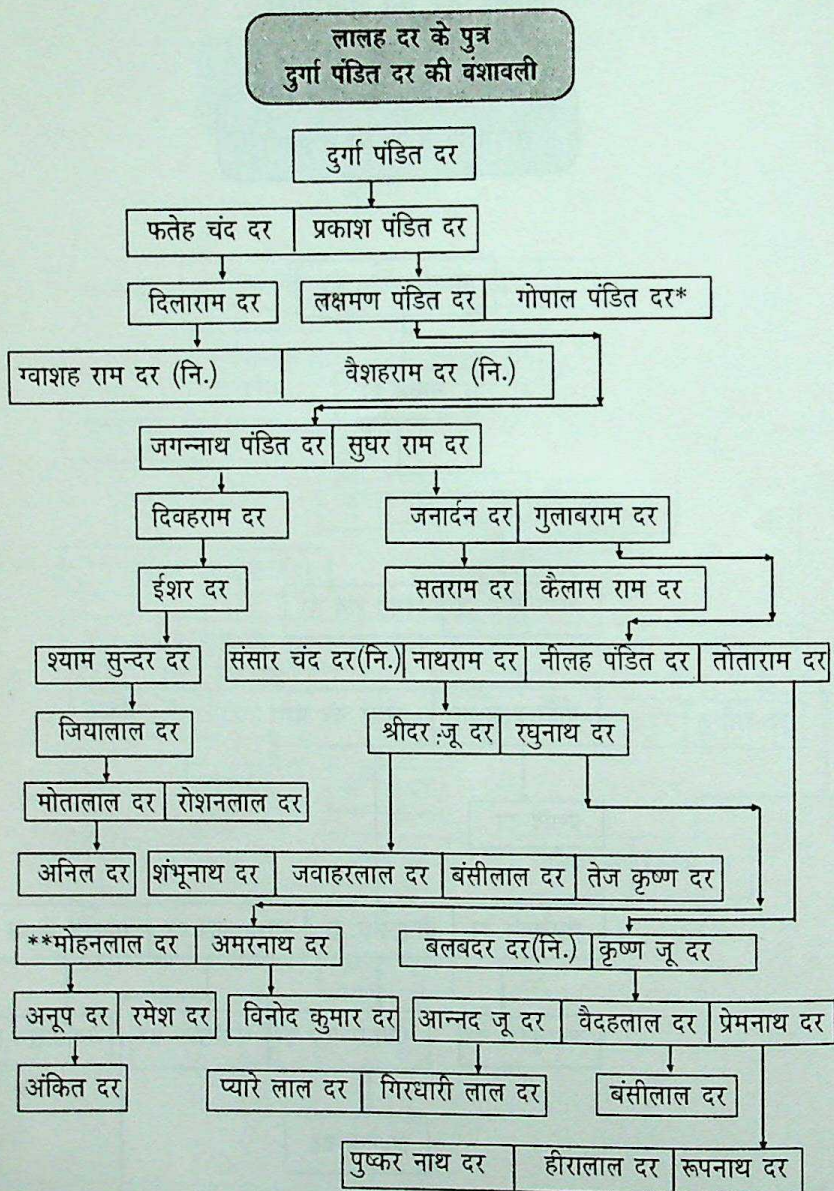 लालह दर के पुत्र
दुर्गा पंडित दर की वंशावली
दुर्गा पंडित दर
फतेह चंद दर प्रकाश पंडित दर
दिलाराम दर लक्षमण पंडित दर गोपाल पंडित दर*
ग्वाशह राम दर (नि.) वैशहराम दर (नि.)
जगन्नाथ पंडित दर सुघर राम दर
दिवहराम दर जनार्दन दर गुलाबराम दर
ईशर दर सतराम दर कैलास राम दर
श्याम सुन्दर दर संसार चंद दर(नि.) नाथराम दर नीलह पंडित दर तोताराम दर
जियालाल दर श्रीदर जू दर रघुनाथ दर
मोतालाल दर रोशनलाल दर
अनिल दर शंभूनाथ दर जवाहरलाल दर बंसीलाल दर तेज कृष्ण दर
**मोहनलाल दर अमरनाथ दर बलबदर दर(नि.) कृष्ण जू दर
अनूप दर रमेश दर विनोद कुमार दर आन्नद जू दर वैदहलाल दर प्रेमनाथ दर
अंकित दर प्यारे लाल दर गिरधारी लाल दर बंसीलाल दर
पुष्कर नाथ दर हीरालाल दर रूपनाथ दर